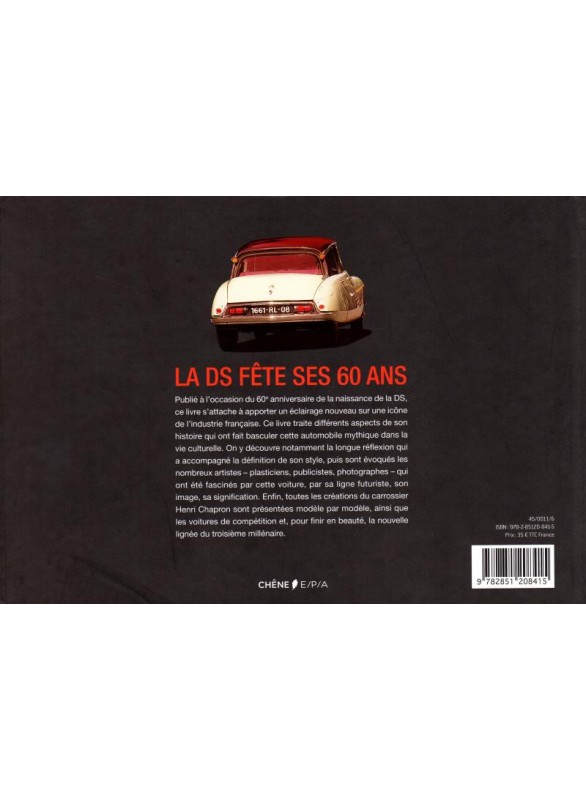 1661-RL-08
LA DS FÊTE SES 60 ANS
Publié à l'occasion du 60e anniversaire de la naissance de la DS,
ce livre s'attache à apporter un éclairage nouveau sur une icône
de l'industrie française. Ce livre traite différents aspects de son
histoire qui ont fait basculer cette automobile mythique dans la
vie culturelle. On y découvre notamment la longue réflexion qui
a accompagné la définition de son style, puis sont évoqués les
nombreux artistes – plasticiens, publicistes, photographes – qui
ont été fascinés par cette voiture, par sa ligne futuriste, son
image, sa signification. Enfin, toutes les créations du carrossier
Henri Chapron sont présentées modèle par modèle, ainsi que
les voitures de compétition et, pour finir en beauté, la nouvelle
lignée du troisième millénaire.
45/0011/6
ISBN : 978-2-85120-841-5
Prix : 35 € TTC France
9 782851 208415
CHÊNE E/P/A